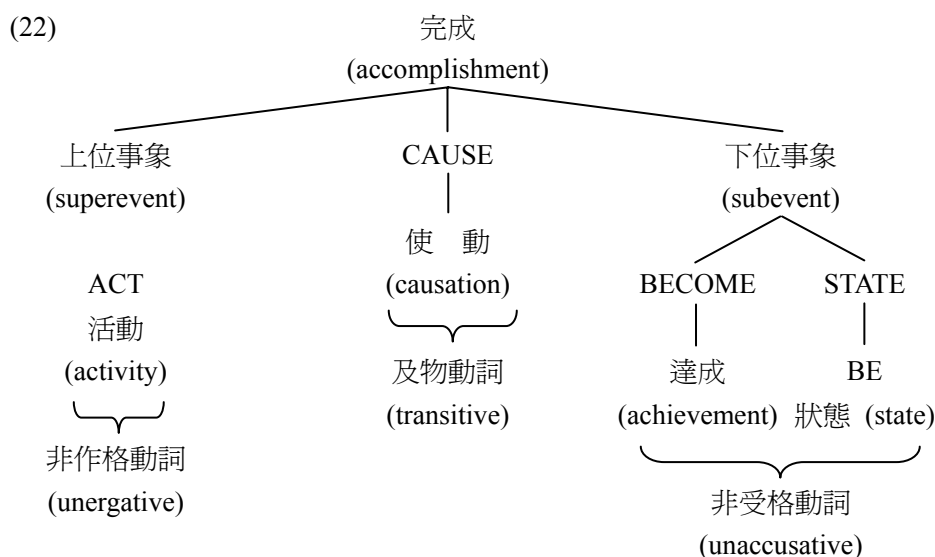 (22) 完成
(accomplishment)
上位事象 CAUSE 下位事象
(superevent) (subevent)
使 動
ACT (causation) BECOME STATE
活動
(activity) 及物動詞 達成 BE
(transitive) (achievement) 狀態 (state)
非作格動詞
(unergative) 非受格動詞
(unaccusative)